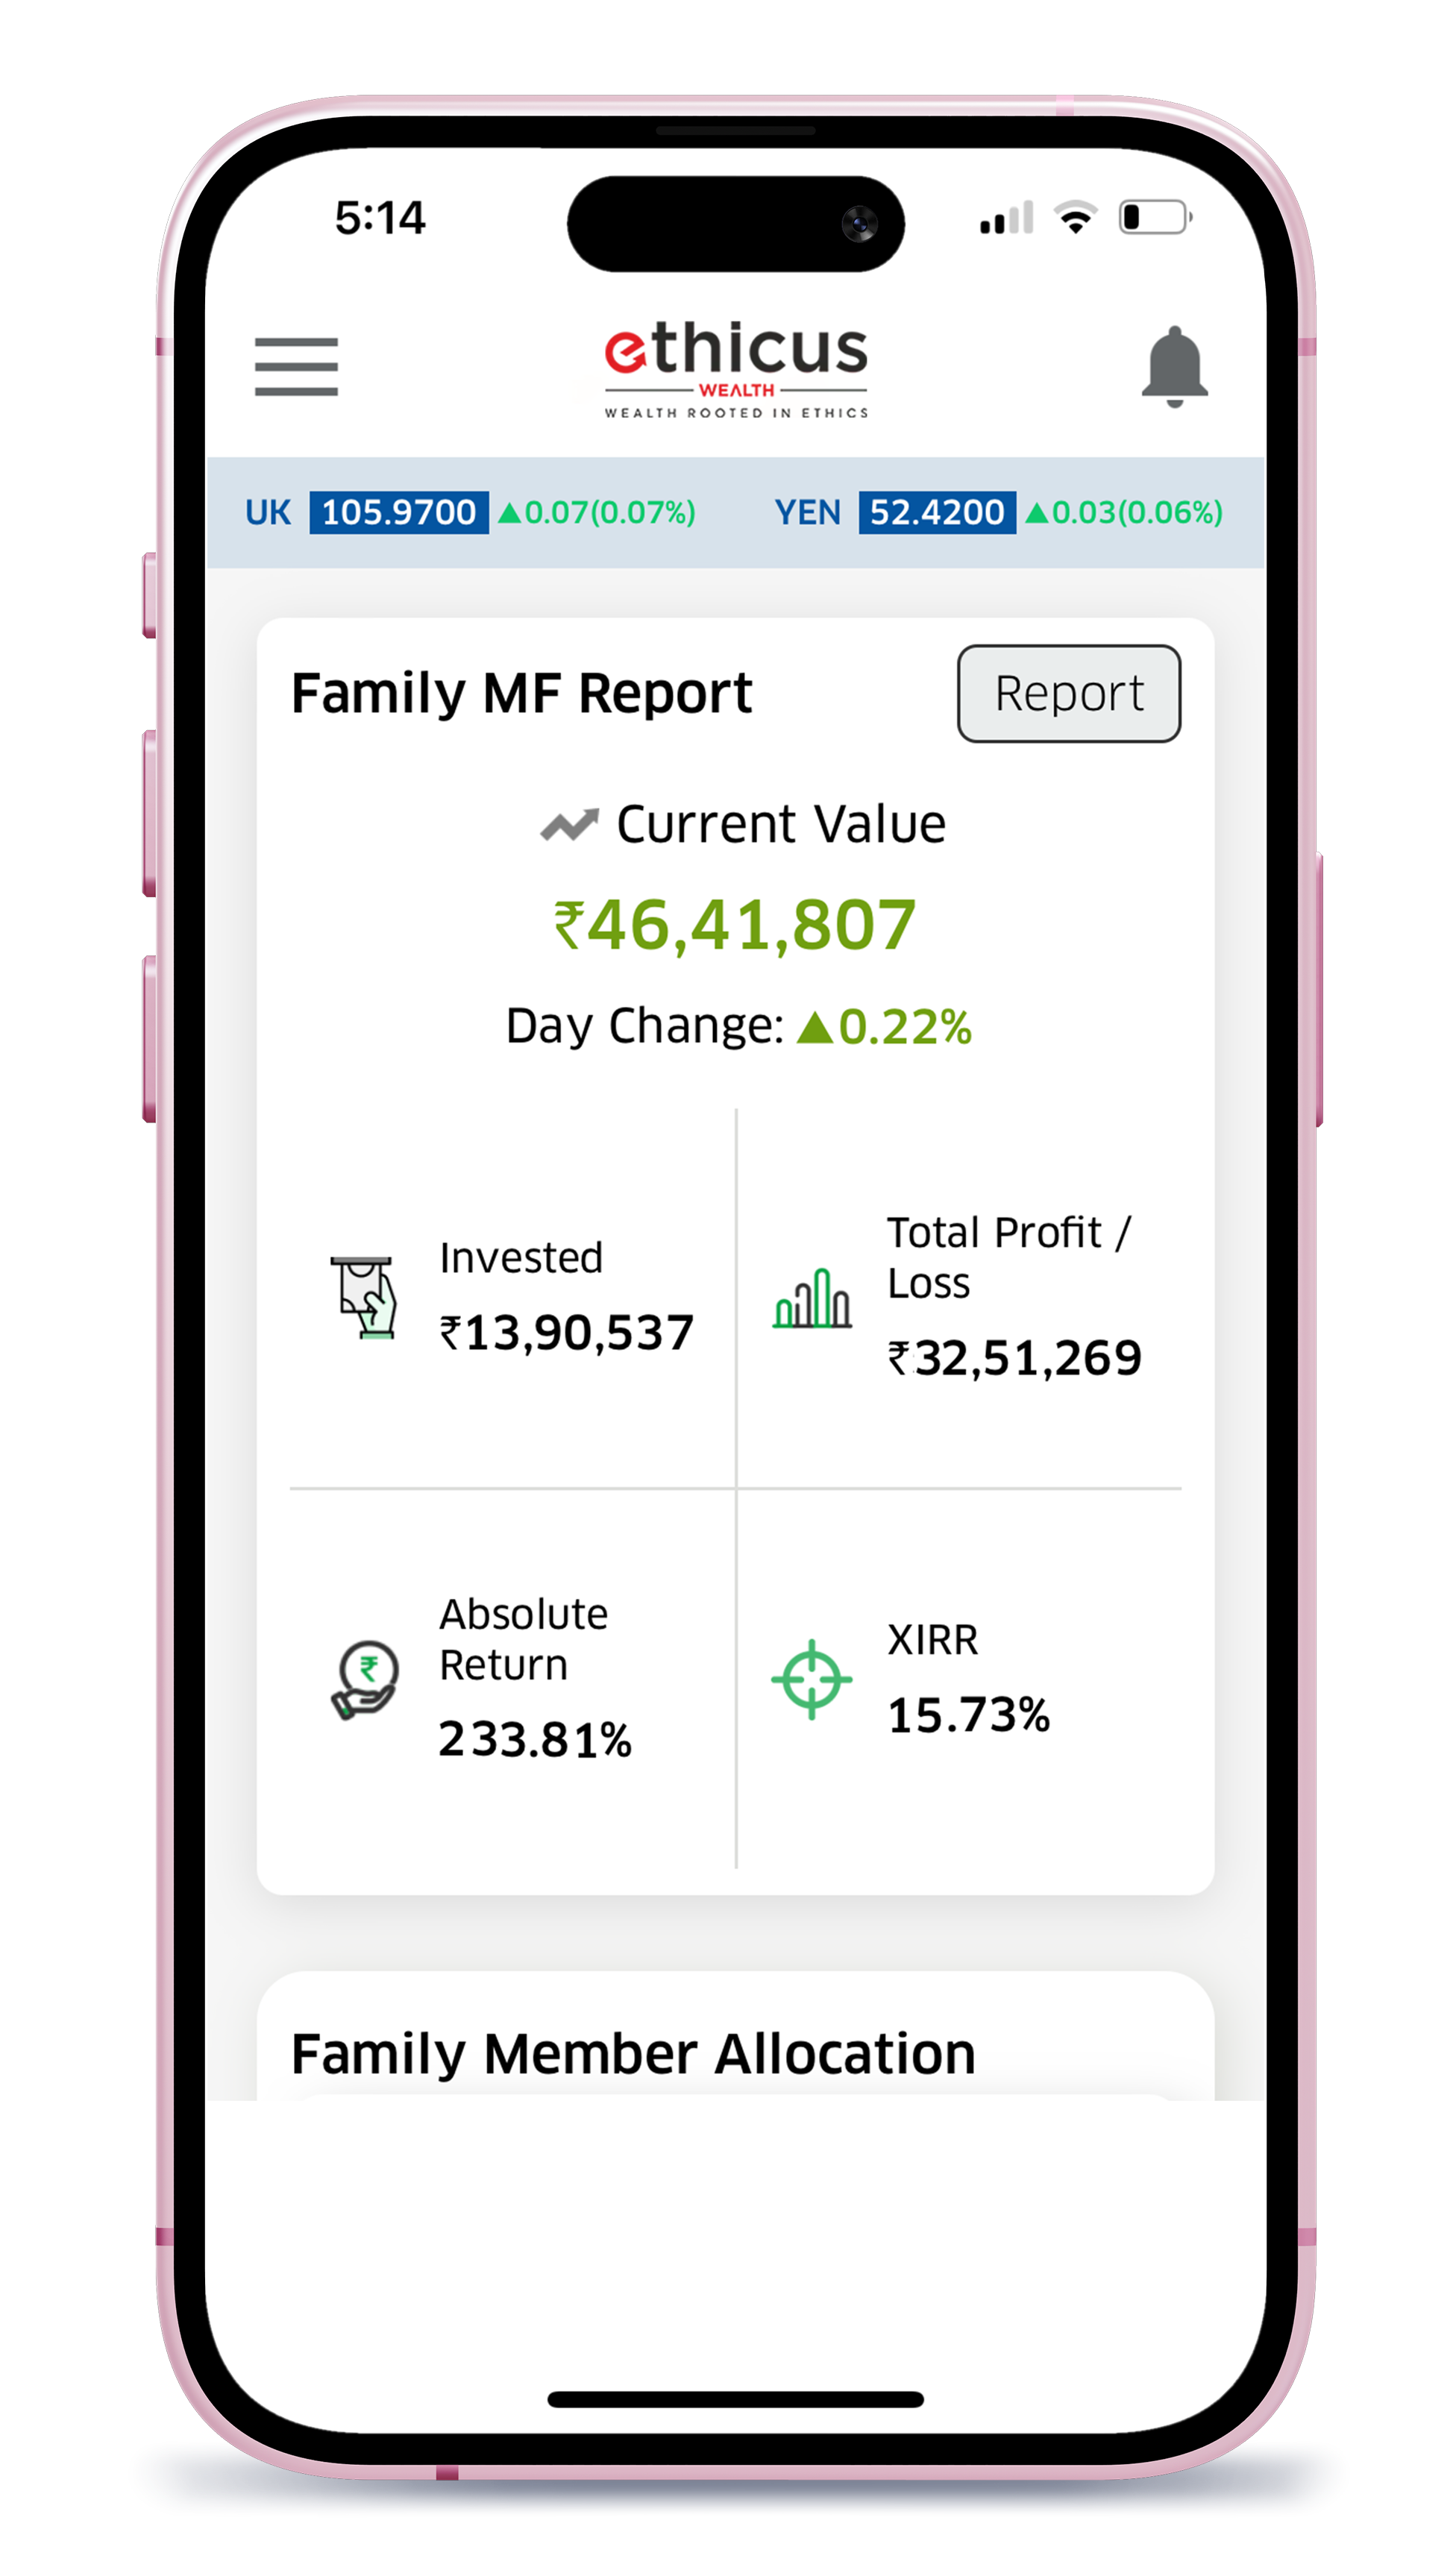 5:14
ethicus
WEALTH
WEALTH ROOTED IN ETHICS
UK 105.9700 ▲0.07(0.07%) YEN 52.4200 ▲0.03(0.06%)
Family MF Report
Report
Current Value
₹46,41,807
Day Change: ▲0.22%
Invested
₹13,90,537
Total Profit /
Loss
₹32,51,269
Absolute
Return
233.81%
XIRR
15.73%
Family Member Allocation